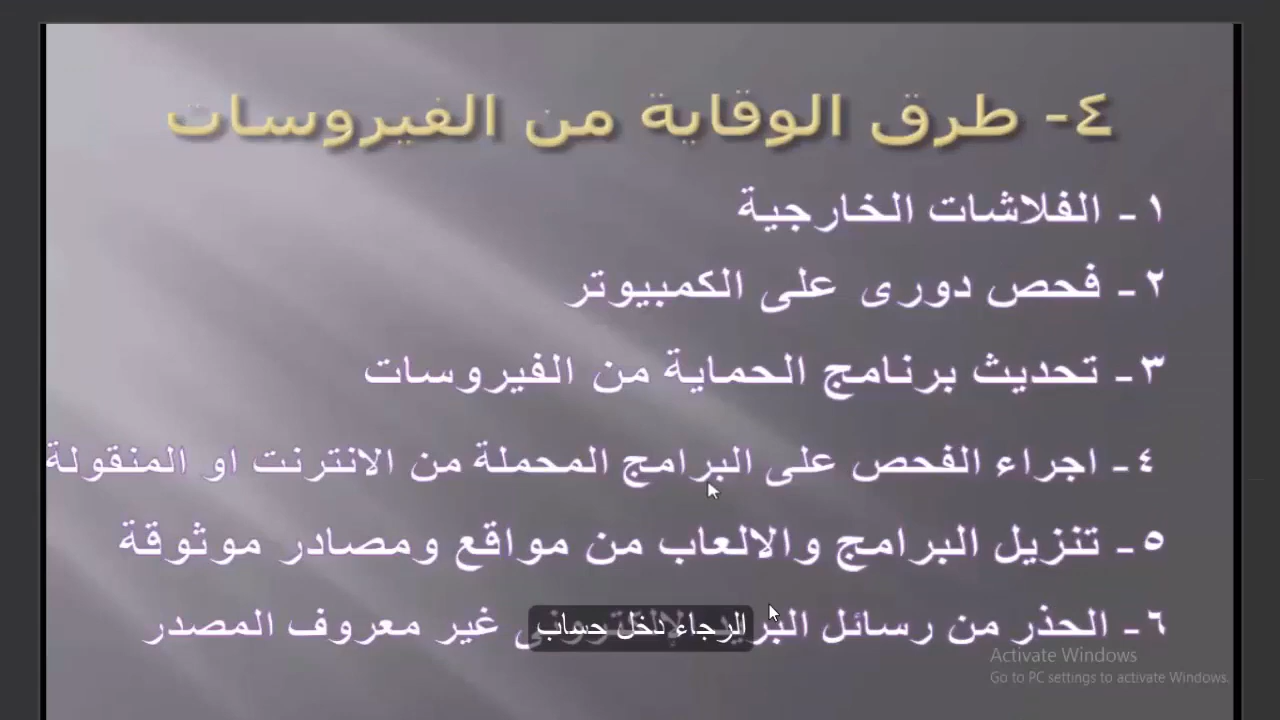 ٤- طرق الوقاية من الفيروسات
١- الفلاشات الخارجية
٢- فحص دورى على الكمبيوتر
٣- تحديث برنامج الحماية من الفيروسات
٤- اجراء الفحص على البرامج المحملة من الانترنت او المنقولة
٥- تنزيل البرامج والالعاب من مواقع ومصادر موثوقة
٦- الحذر من رسائل البريد الالكترونى غير معروف المصدر
الرجاء دخل حساب
Activate Windows
Go to PC settings to activate Windows.